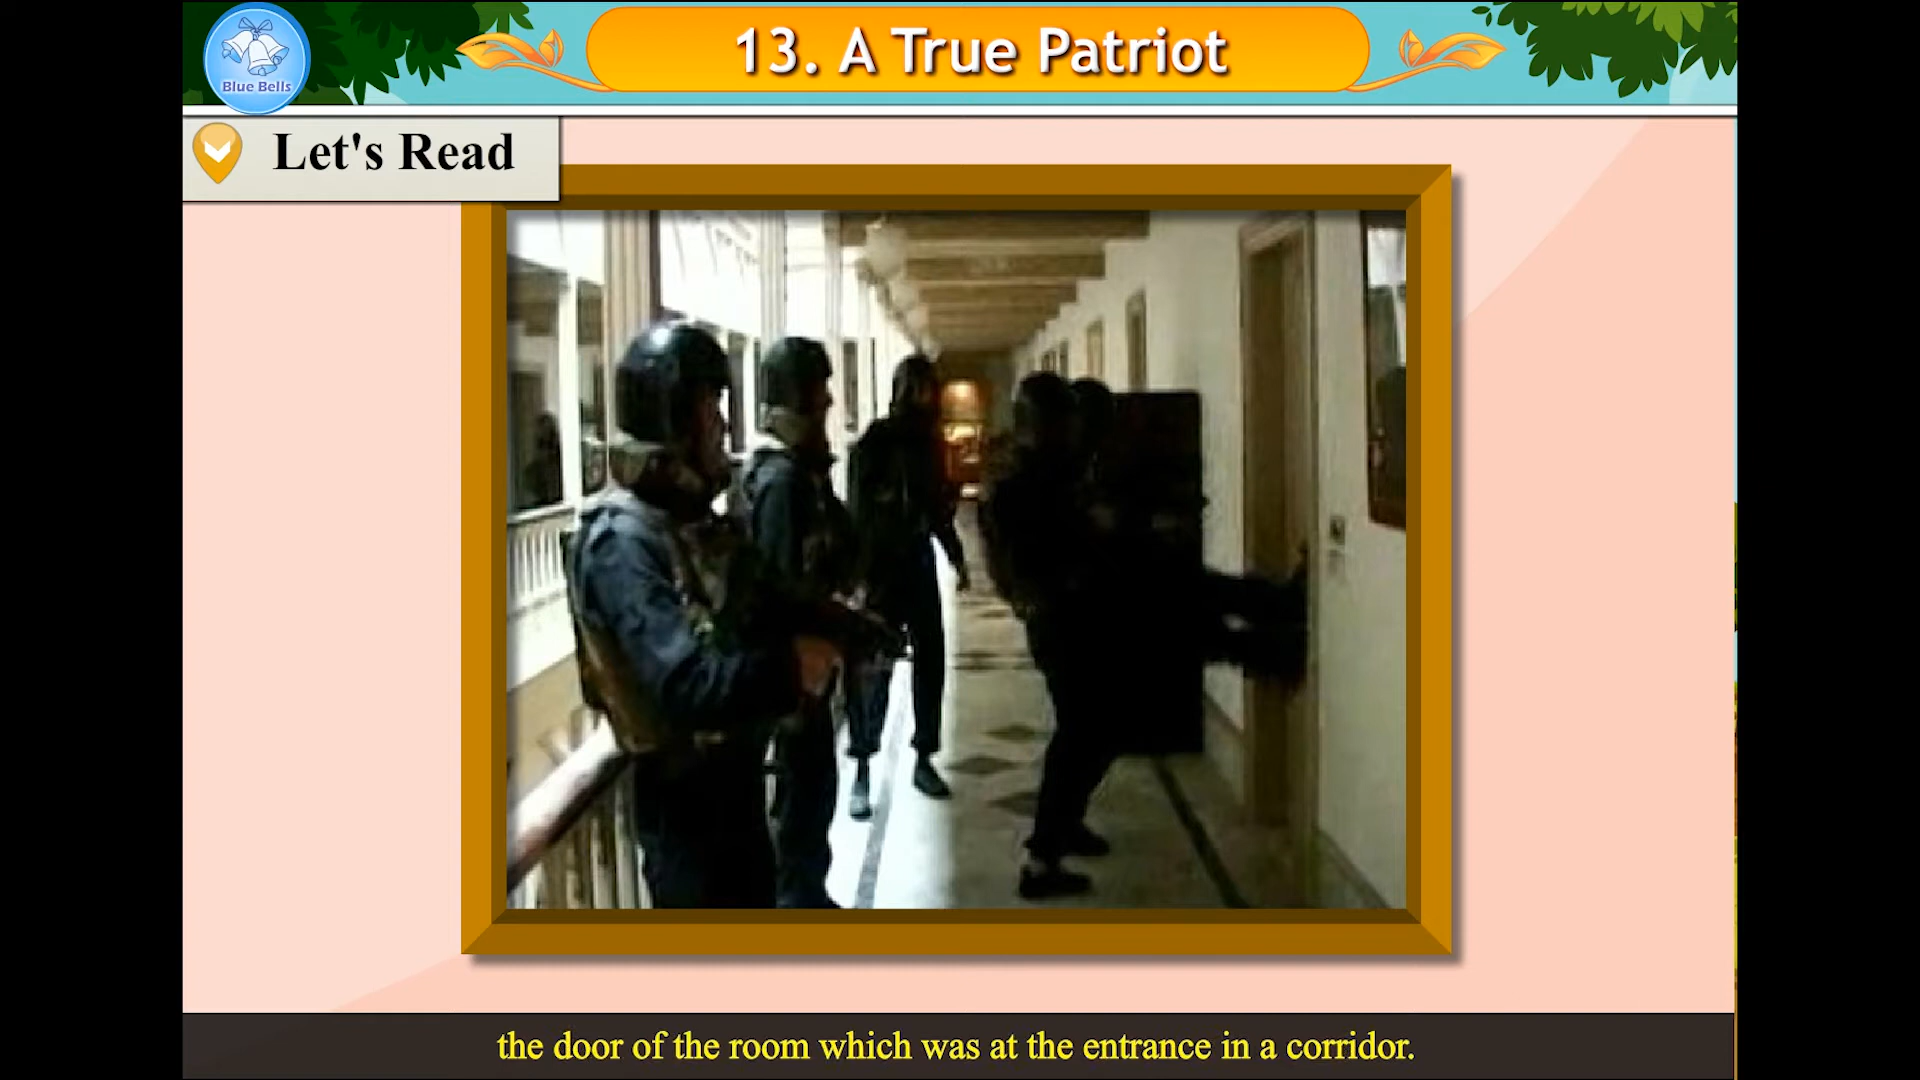 13. A True Patriot
Blue Bells
Let's Read
the door of the room which was at the entrance in a corridor.